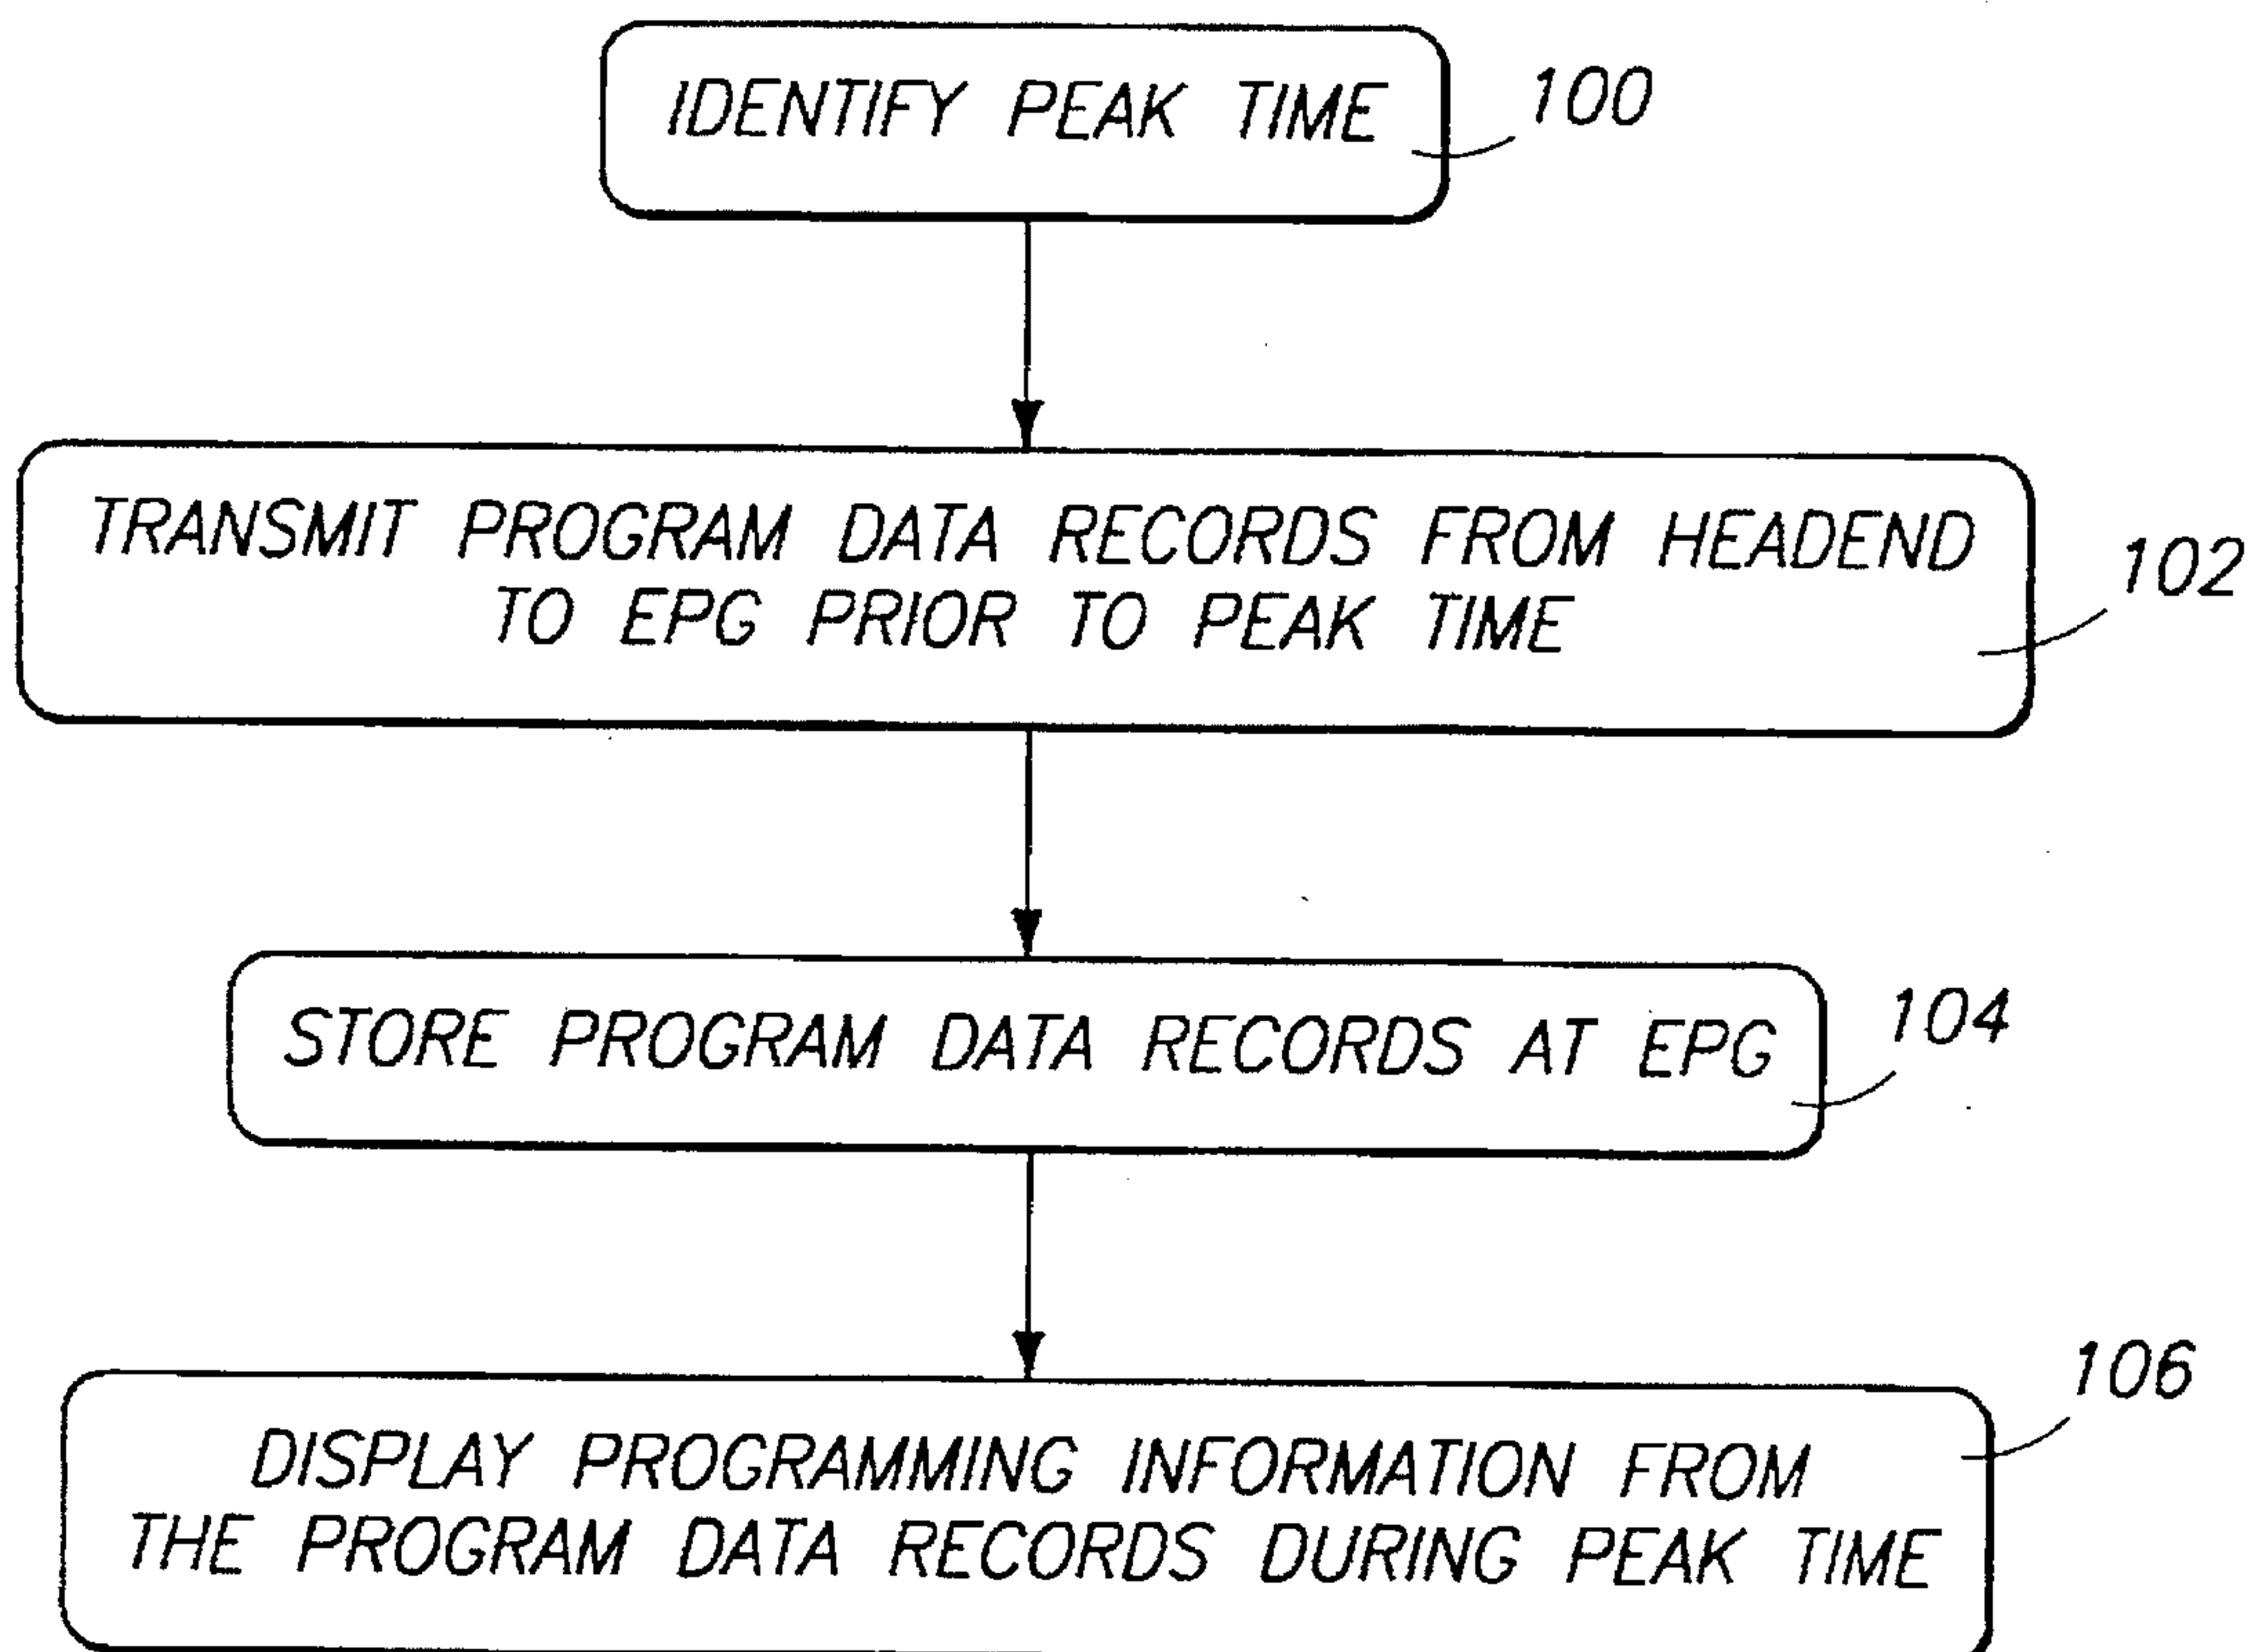 IDENTIFY PEAK TIME
100
TRANSMIT PROGRAM DATA RECORDS FROM HEADEND
TO EPG PRIOR TO PEAK TIME
102
STORE PROGRAM DATA RECORDS AT EPG
104
106
DISPLAY PROGRAMMING INFORMATION FROM
THE PROGRAM DATA RECORDS DURING PEAK TIME